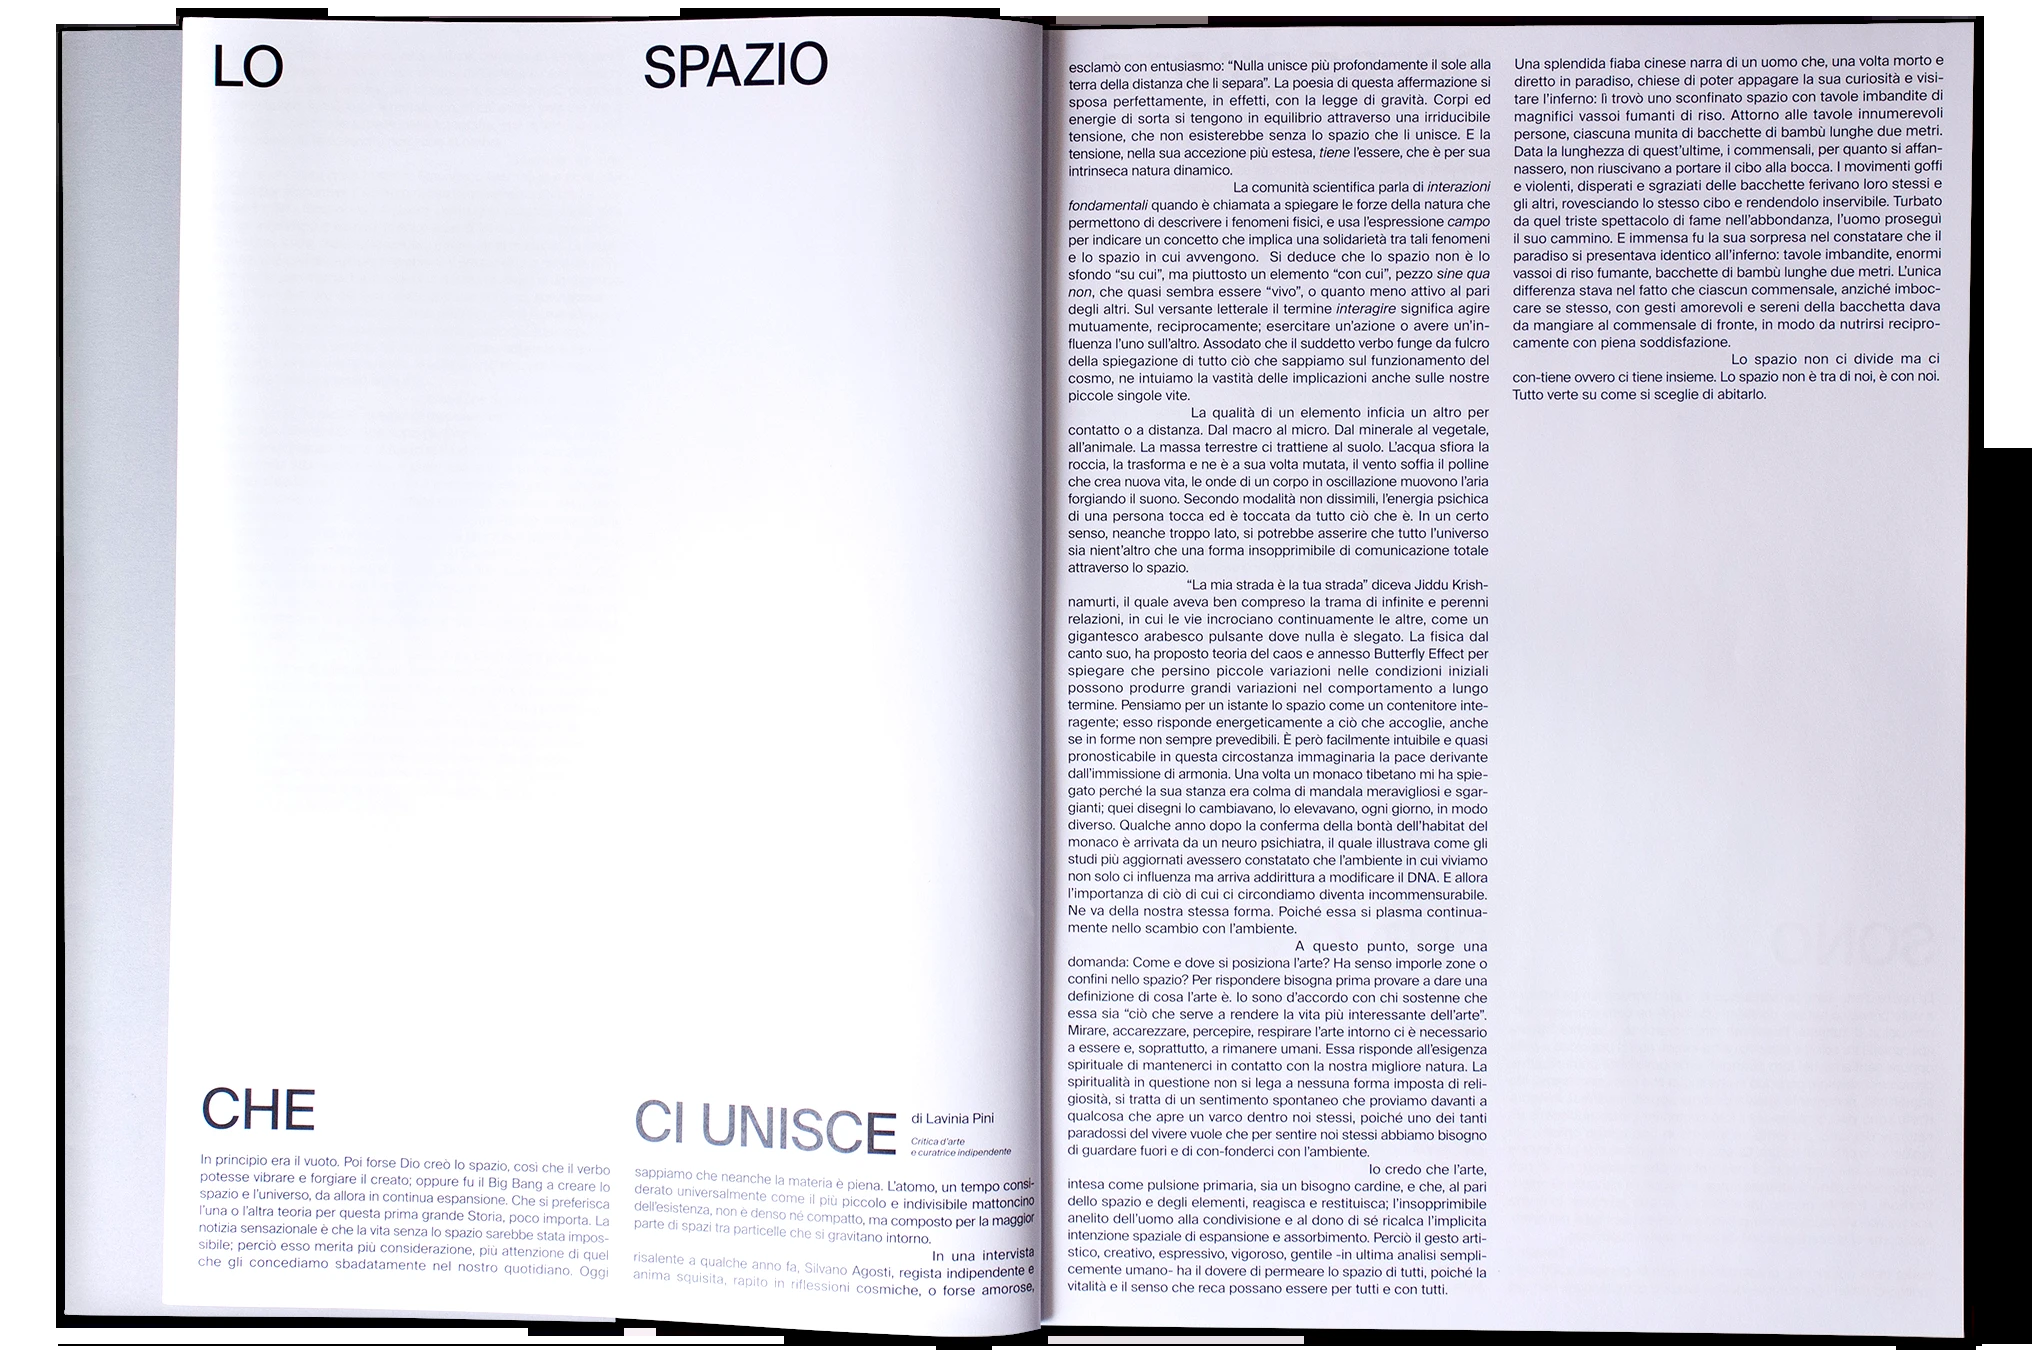 LO
SPAZIO
CHE
CI UNISCE
di Lavinia Pini
Critica d'arte
e curatrice indipendente
In principio era il vuoto. Poi forse Dio creò lo spazio, così che il verbo
potesse vibrare e forgiare il creato; oppure fu il Big Bang a creare lo
spazio e l'universo, da allora in continua espansione. Che si preferisca
l'una o l'altra teoria per questa prima grande Storia, poco importa. La
notizia sensazionale è che la vita senza lo spazio sarebbe stata impos-
sibile; perciò esso merita più considerazione, più attenzione di quel
che gli concediamo sbadatamente nel nostro quotidiano. Oggi
sappiamo che neanche la materia è piena. L'atomo, un tempo consi-
derato universalmente come il più piccolo e indivisibile mattoncino
dell'esistenza, non è denso né compatto, ma composto per la maggior
parte di spazi tra particelle che si gravitano intorno.
In una intervista
risalente a qualche anno fa, Silvano Agosti, regista indipendente e
anima squisita, rapito in riflessioni cosmiche, o forse amorose,
esclamò con entusiasmo: “Nulla unisce più profondamente il sole alla
terra della distanza che li separa”. La poesia di questa affermazione si
sposa perfettamente, in effetti, con la legge di gravità. Corpi ed
energie di sorta si tengono in equilibrio attraverso una irriducibile
tensione, che non esisterebbe senza lo spazio che li unisce. E la
tensione, nella sua accezione più estesa, tiene l'essere, che è per sua
intrinseca natura dinamico.
La comunità scientifica parla di interazioni
fondamentali quando è chiamata a spiegare le forze della natura che
permettono di descrivere i fenomeni fisici, e usa l'espressione campo
per indicare un concetto che implica una solidarietà tra tali fenomeni
e lo spazio in cui avvengono. Si deduce che lo spazio non è lo
sfondo “su cui”, ma piuttosto un elemento “con cui”, pezzo sine qua
non, che quasi sembra essere “vivo”, o quanto meno attivo al pari
degli altri. Sul versante letterale il termine interagire significa agire
mutuamente, reciprocamente; esercitare un'azione o avere un'in-
fluenza l'uno sull'altro. Assodato che il suddetto verbo funge da fulcro
della spiegazione di tutto ciò che sappiamo sul funzionamento del
cosmo, ne intuiamo la vastità delle implicazioni anche sulle nostre
piccole singole vite.
La qualità di un elemento inficia un altro per
contatto o a distanza. Dal macro al micro. Dal minerale al vegetale,
all'animale. La massa terrestre ci trattiene al suolo. L'acqua sfiora la
roccia, la trasforma e ne è a sua volta mutata, il vento soffia il polline
che crea nuova vita, le onde di un corpo in oscillazione muovono l'aria
forgiando il suono. Secondo modalità non dissimili, l'energia psichica
di una persona tocca ed è toccata da tutto ciò che è. In un certo
senso, neanche troppo lato, si potrebbe asserire che tutto l'universo
sia nient'altro che una forma insopprimibile di comunicazione totale
attraverso lo spazio.
“La mia strada è la tua strada” diceva Jiddu Krish-
namurti, il quale aveva ben compreso la trama di infinite e perenni
relazioni, in cui le vie incrociano continuamente le altre, come un
gigantesco arabesco pulsante dove nulla è slegato. La fisica dal
canto suo, ha proposto teoria del caos e annesso Butterfly Effect per
spiegare che persino piccole variazioni nelle condizioni iniziali
possono produrre grandi variazioni nel comportamento a lungo
termine. Pensiamo per un istante lo spazio come un contenitore inte-
ragente; esso risponde energeticamente a ciò che accoglie, anche
se in forme non sempre prevedibili. È però facilmente intuibile e quasi
pronosticabile in questa circostanza immaginaria la pace derivante
dall'immissione di armonia. Una volta un monaco tibetano mi ha spie-
gato perché la sua stanza era colma di mandala meravigliosi e sgar-
gianti; quei disegni lo cambiavano, lo elevavano, ogni giorno, in modo
diverso. Qualche anno dopo la conferma della bontà dell'habitat del
monaco è arrivata da un neuro psichiatra, il quale illustrava come gli
studi più aggiornati avessero constatato che l'ambiente in cui viviamo
non solo ci influenza ma arriva addirittura a modificare il DNA. E allora
l'importanza di ciò di cui ci circondiamo diventa incommensurabile.
Ne va della nostra stessa forma. Poiché essa si plasma continua-
mente nello scambio con l'ambiente.
A questo punto, sorge una
domanda: Come e dove si posiziona l'arte? Ha senso imporle zone o
confini nello spazio? Per rispondere bisogna prima provare a dare una
definizione di cosa l'arte è. Io sono d'accordo con chi sostenne che
essa sia “ciò che serve a rendere la vita più interessante dell'arte”.
Mirare, accarezzare, percepire, respirare l'arte intorno ci è necessario
a essere e, soprattutto, a rimanere umani. Essa risponde all'esigenza
spirituale di mantenerci in contatto con la nostra migliore natura. La
spiritualità in questione non si lega a nessuna forma imposta di reli-
giosità, si tratta di un sentimento spontaneo che proviamo davanti a
qualcosa che apre un varco dentro noi stessi, poiché uno dei tanti
paradossi del vivere vuole che per sentire noi stessi abbiamo bisogno
di guardare fuori e di con-fonderci con l'ambiente.
Io credo che l'arte,
intesa come pulsione primaria, sia un bisogno cardine, e che, al pari
dello spazio e degli elementi, reagisca e restituisca; l'insopprimibile
anelito dell'uomo alla condivisione e al dono di sé ricalca l'implicita
intenzione spaziale di espansione e assorbimento. Perciò il gesto arti-
stico, creativo, espressivo, vigoroso, gentile -in ultima analisi sempli-
cemente umano- ha il dovere di permeare lo spazio di tutti, poiché la
vitalità e il senso che reca possano essere per tutti e con tutti.
Una splendida fiaba cinese narra di un uomo che, una volta morto e
diretto in paradiso, chiese di poter appagare la sua curiosità e visi-
tare l'inferno: lì trovò uno sconfinato spazio con tavole imbandite di
magnifici vassoi fumanti di riso. Attorno alle tavole innumerevoli
persone, ciascuna munita di bacchette di bambù lunghe due metri.
Data la lunghezza di quest'ultime, i commensali, per quanto si affan-
nassero, non riuscivano a portare il cibo alla bocca. I movimenti goffi
e violenti, disperati e sgraziati delle bacchette ferivano loro stessi e
gli altri, rovesciando lo stesso cibo e rendendolo inservibile. Turbato
da quel triste spettacolo di fame nell'abbondanza, l'uomo proseguì
il suo cammino. E immensa fu la sua sorpresa nel constatare che il
paradiso si presentava identico all'inferno: tavole imbandite, enormi
vassoi di riso fumante, bacchette di bambù lunghe due metri. L'unica
differenza stava nel fatto che ciascun commensale, anziché imboc-
care se stesso, con gesti amorevoli e sereni della bacchetta dava
da mangiare al commensale di fronte, in modo da nutrirsi recipro-
camente con piena soddisfazione.
Lo spazio non ci divide ma ci
con-tiene ovvero ci tiene insieme. Lo spazio non è tra di noi, è con noi.
Tutto verte su come si sceglie di abitarlo.